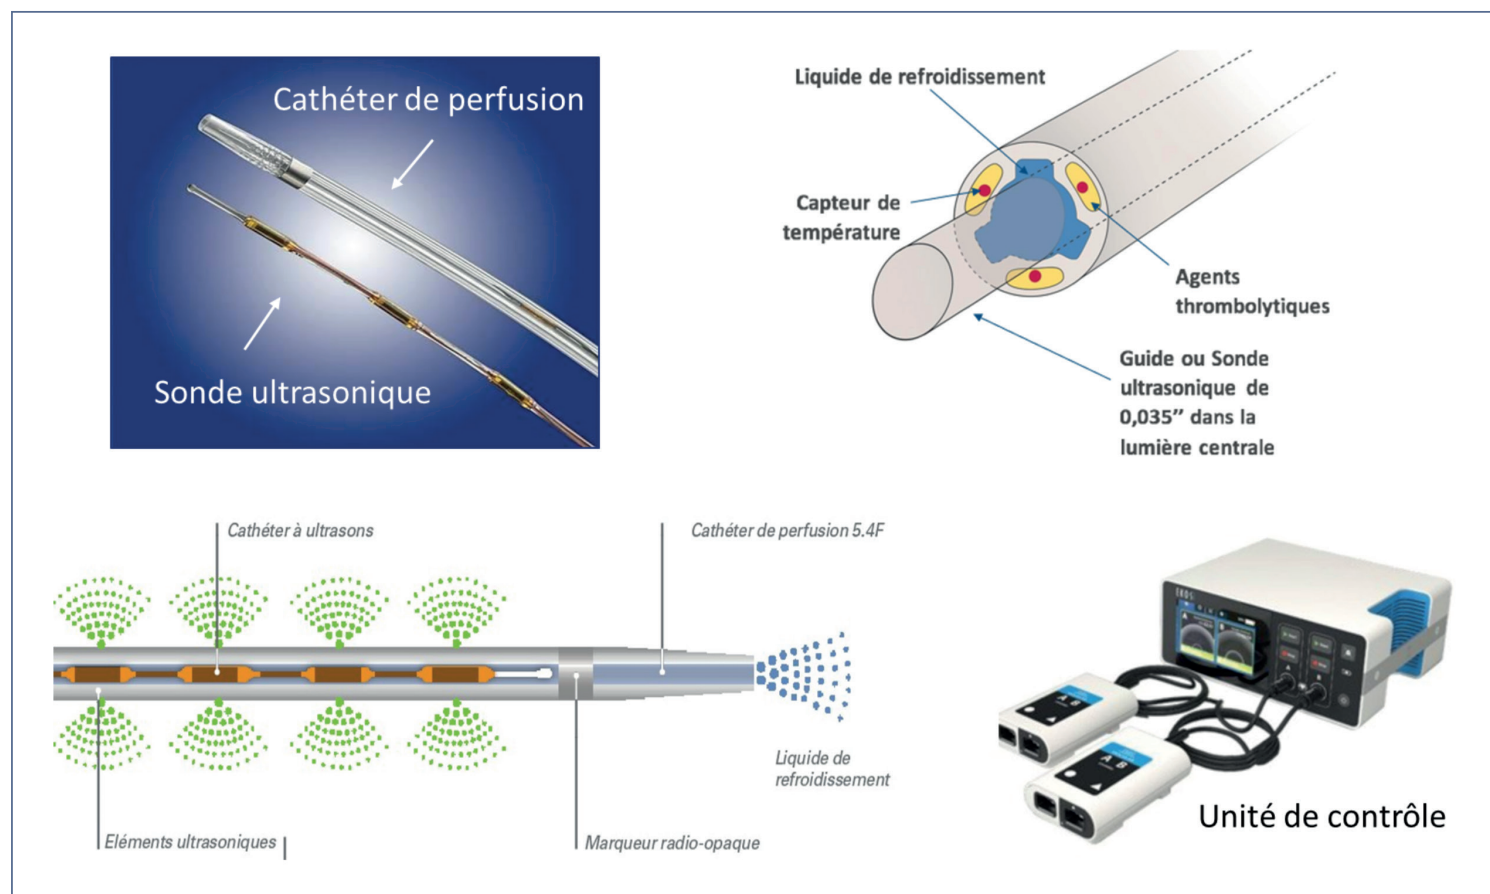 Cathéter de perfusion
Sonde ultrasonique
Liquide de refroidissement
Capteur de
température
Agents
thrombolytiques
Guide ou Sonde
ultrasonique de
0,035’’ dans la
lumière centrale
Cathéter à ultrasons
Cathéter de perfusion 5.4F
Liquide de
refroidissement
Eléments ultrasoniques
Marqueur radio-opaque
EKOS
A B
A B
Unité de contrôle